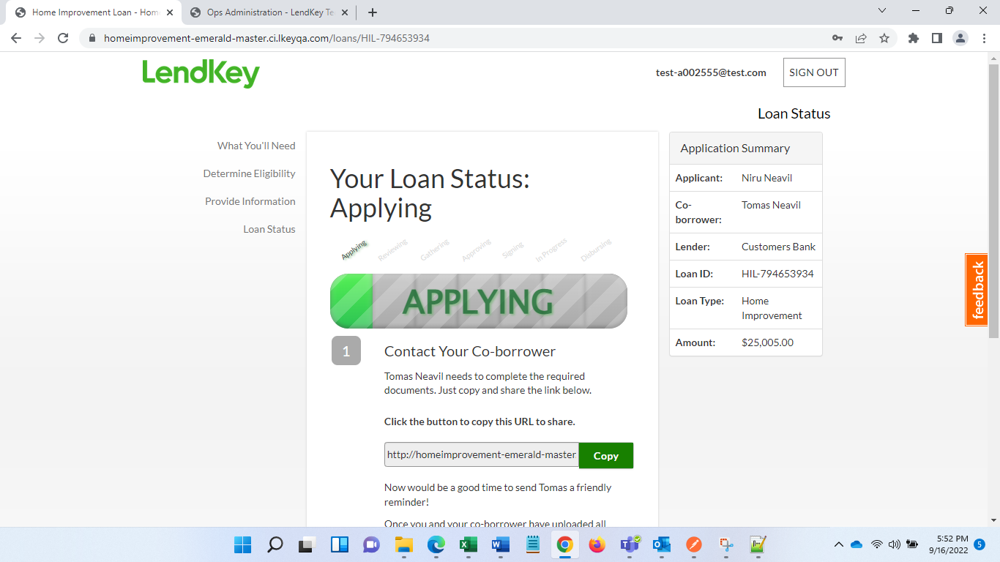 Home Improvement Loan - Hom
Ops Administration - LendKey Te
homeimprovement-emerald-master.ci.lkeyqa.com/loans/HIL-794653934
LendKey
test-a002555@test.com
SIGN OUT
Loan Status
What You'll Need
Determine Eligibility
Provide Information
Loan Status
Your Loan Status:
Applying
Applying
Reviewing
Gathering
Approving
Signing
In Progress
Disbursing
APPLYING
1
Contact Your Co-borrower
Tomas Neavil needs to complete the required
documents. Just copy and share the link below.
Click the button to copy this URL to share.
http://homeimprovement-emerald-master
Copy
Now would be a good time to send Tomas a friendly
reminder!
Once you and your co-borrower have uploaded all
Application Summary
Applicant: Niru Neavil
Co- Tomas Neavil
borrower:
Lender: Customers Bank
Loan ID: HIL-794653934
Loan Type: Home
Improvement
Amount: $25,005.00
feedback
5:52 PM
9/16/2022
5